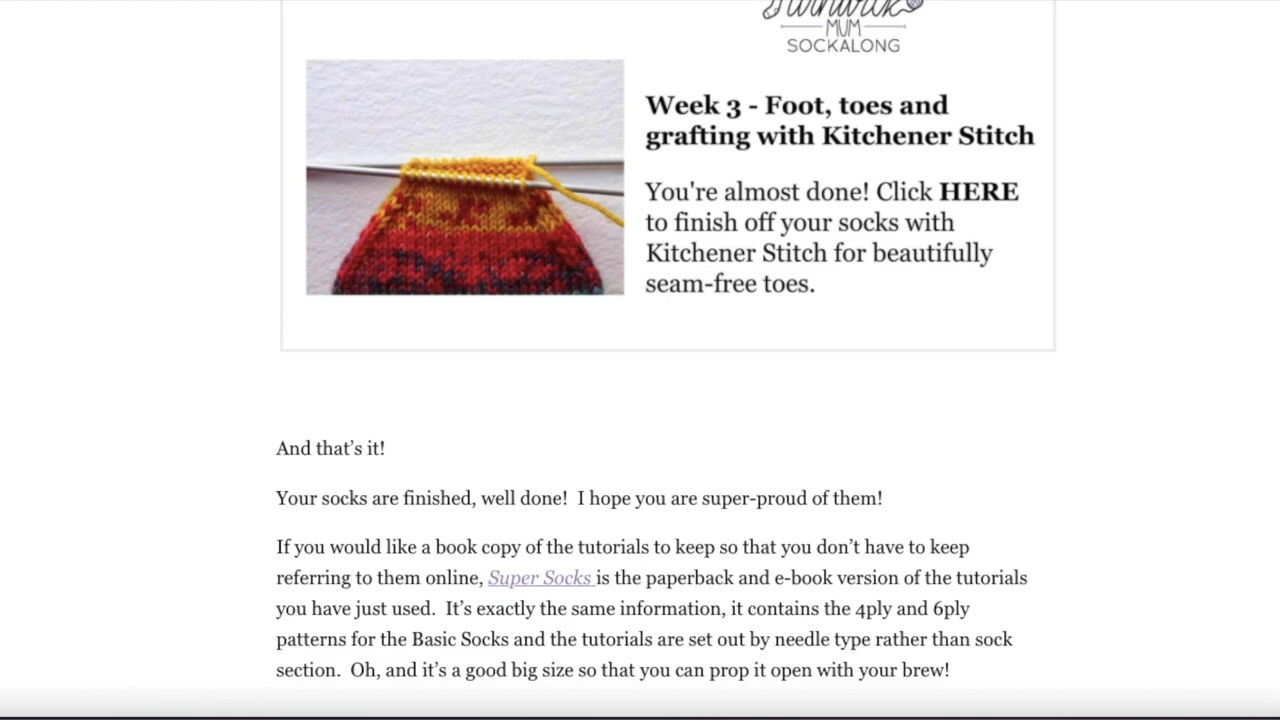 MUM
SOCKALONG
Week 3 - Foot, toes and
grafting with Kitchener Stitch
You're almost done! Click HERE
to finish off your socks with
Kitchener Stitch for beautifully
seam-free toes.
And that’s it!
Your socks are finished, well done!  I hope you are super-proud of them!
If you would like a book copy of the tutorials to keep so that you don’t have to keep
referring to them online, Super Socks is the paperback and e-book version of the tutorials
you have just used.  It’s exactly the same information, it contains the 4ply and 6ply
patterns for the Basic Socks and the tutorials are set out by needle type rather than sock
section.  Oh, and it’s a good big size so that you can prop it open with your brew!